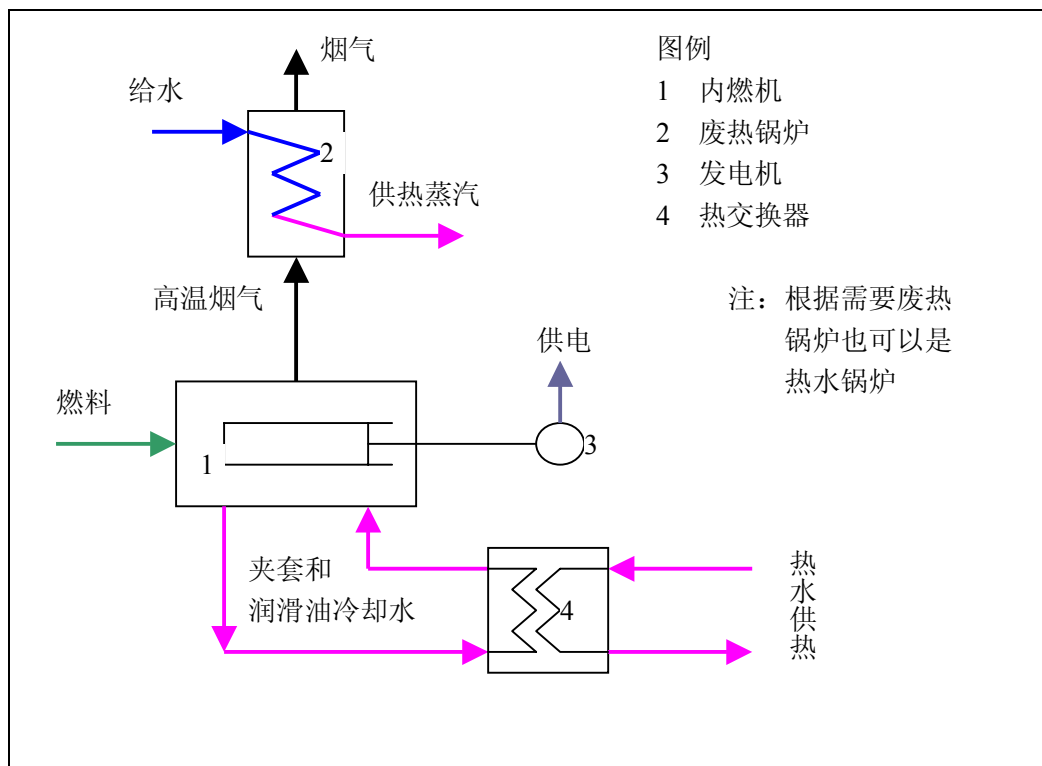 烟气
给水
2
供热蒸汽
高温烟气
供电
燃料
1
3
夹套和
润滑油冷却水
4
热水供热
图例
1 内燃机
2 废热锅炉
3 发电机
4 热交换器
注：根据需要废热
锅炉也可以是
热水锅炉